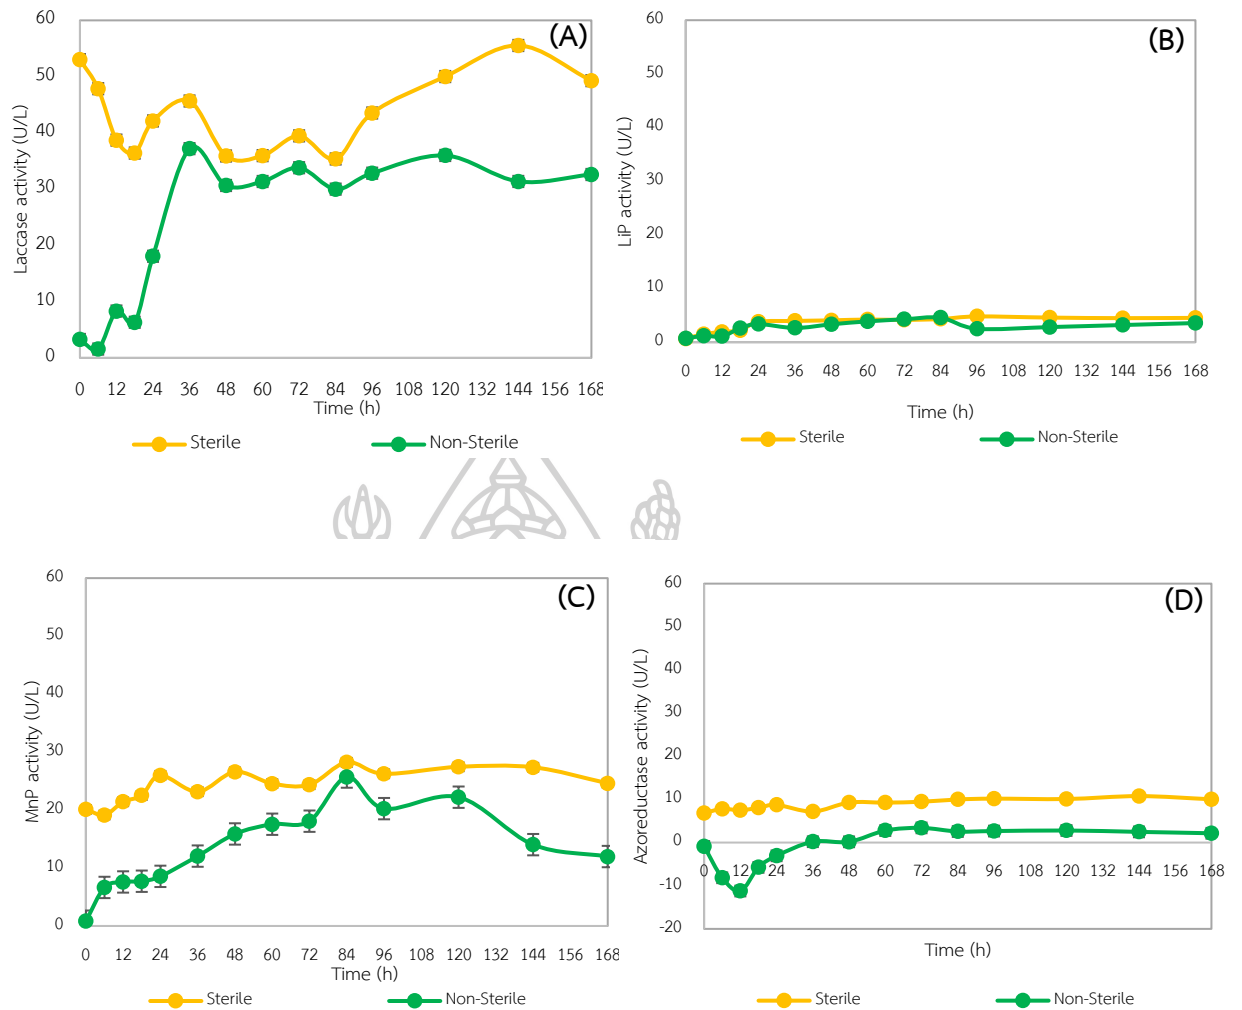 (A)
Laccase activity (U/L)
60
50
40
30
20
10
0
0 12 24 36 48 60 72 84 96 108 120 132 144 156 168
Time (h)
Sterile Non-Sterile
(B)
LiP activity (U/L)
60
50
40
30
20
10
0
0 12 24 36 48 60 72 84 96 108 120 132 144 156 168
Time (h)
Sterile Non-Sterile
(C)
MnP activity (U/L)
60
50
40
30
20
10
0
0 12 24 36 48 60 72 84 96 108 120 132 144 156 168
Time (h)
Sterile Non-Sterile
(D)
Azoreductase activity (U/L)
60
50
40
30
20
10
0
-10
-20
0 12 24 36 48 60 72 84 96 108 120 132 144 156 168
Time (h)
Sterile Non-Sterile